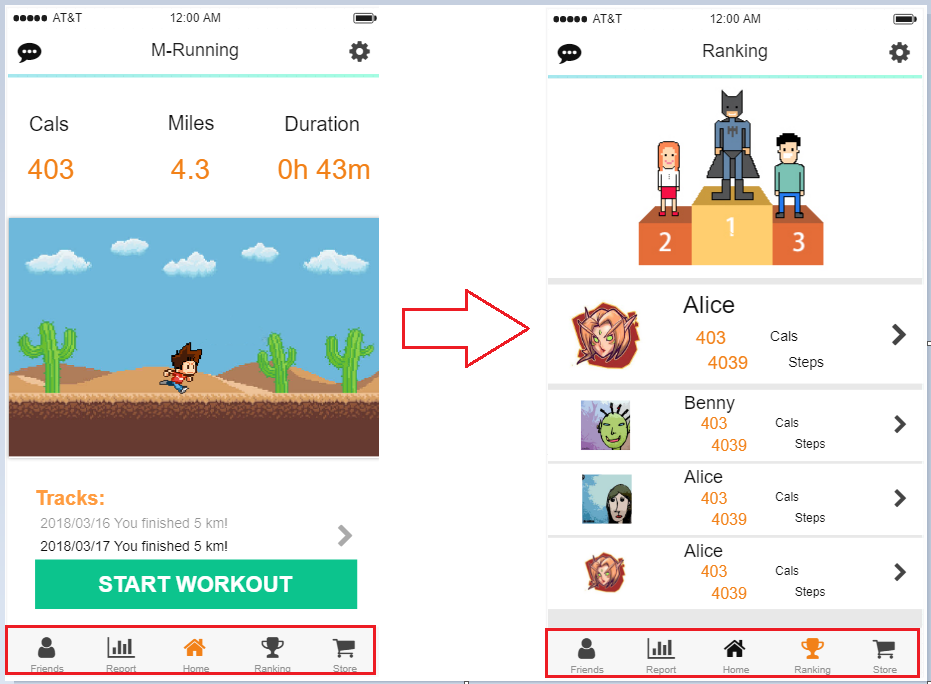 AT&T 12:00 AM
M-Running
Cals Miles Duration
403 4.3 0h 43m
Tracks:
2018/03/16 You finished 5 km!
2018/03/17 You finished 5 km!
START WORKOUT
Friends Report Home Ranking Store
AT&T 12:00 AM
Ranking
1
2 3
Alice
403 Cals
4039 Steps
Benny
403 Cals
4039 Steps
Alice
403 Cals
4039 Steps
Alice
403 Cals
4039 Steps
Friends Report Home Ranking Store